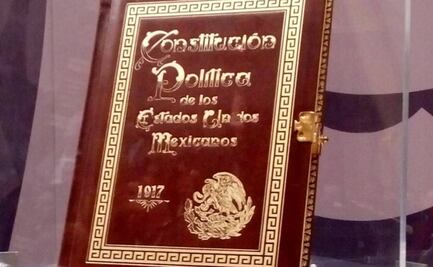 Constitución
Política
de los
Estados Unidos
Mexicanos
1917